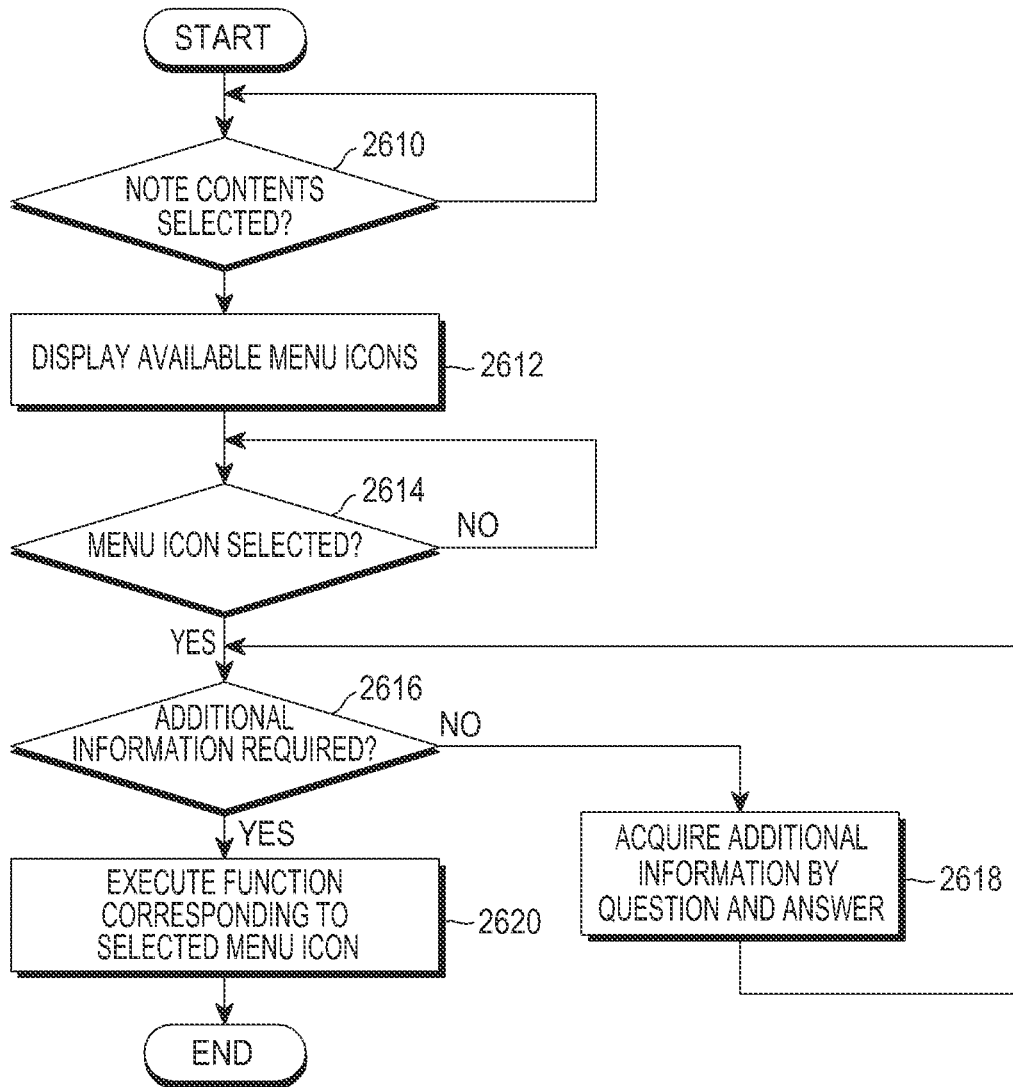 START
2610
NOTE CONTENTS
SELECTED?
DISPLAY AVAILABLE MENU ICONS
2612
2614
MENU ICON SELECTED?
NO
YES
2616
ADDITIONAL
INFORMATION REQUIRED?
NO
YES
EXECUTE FUNCTION
CORRESPONDING TO
SELECTED MENU ICON
2620
ACQUIRE ADDITIONAL
INFORMATION BY
QUESTION AND ANSWER
2618
END